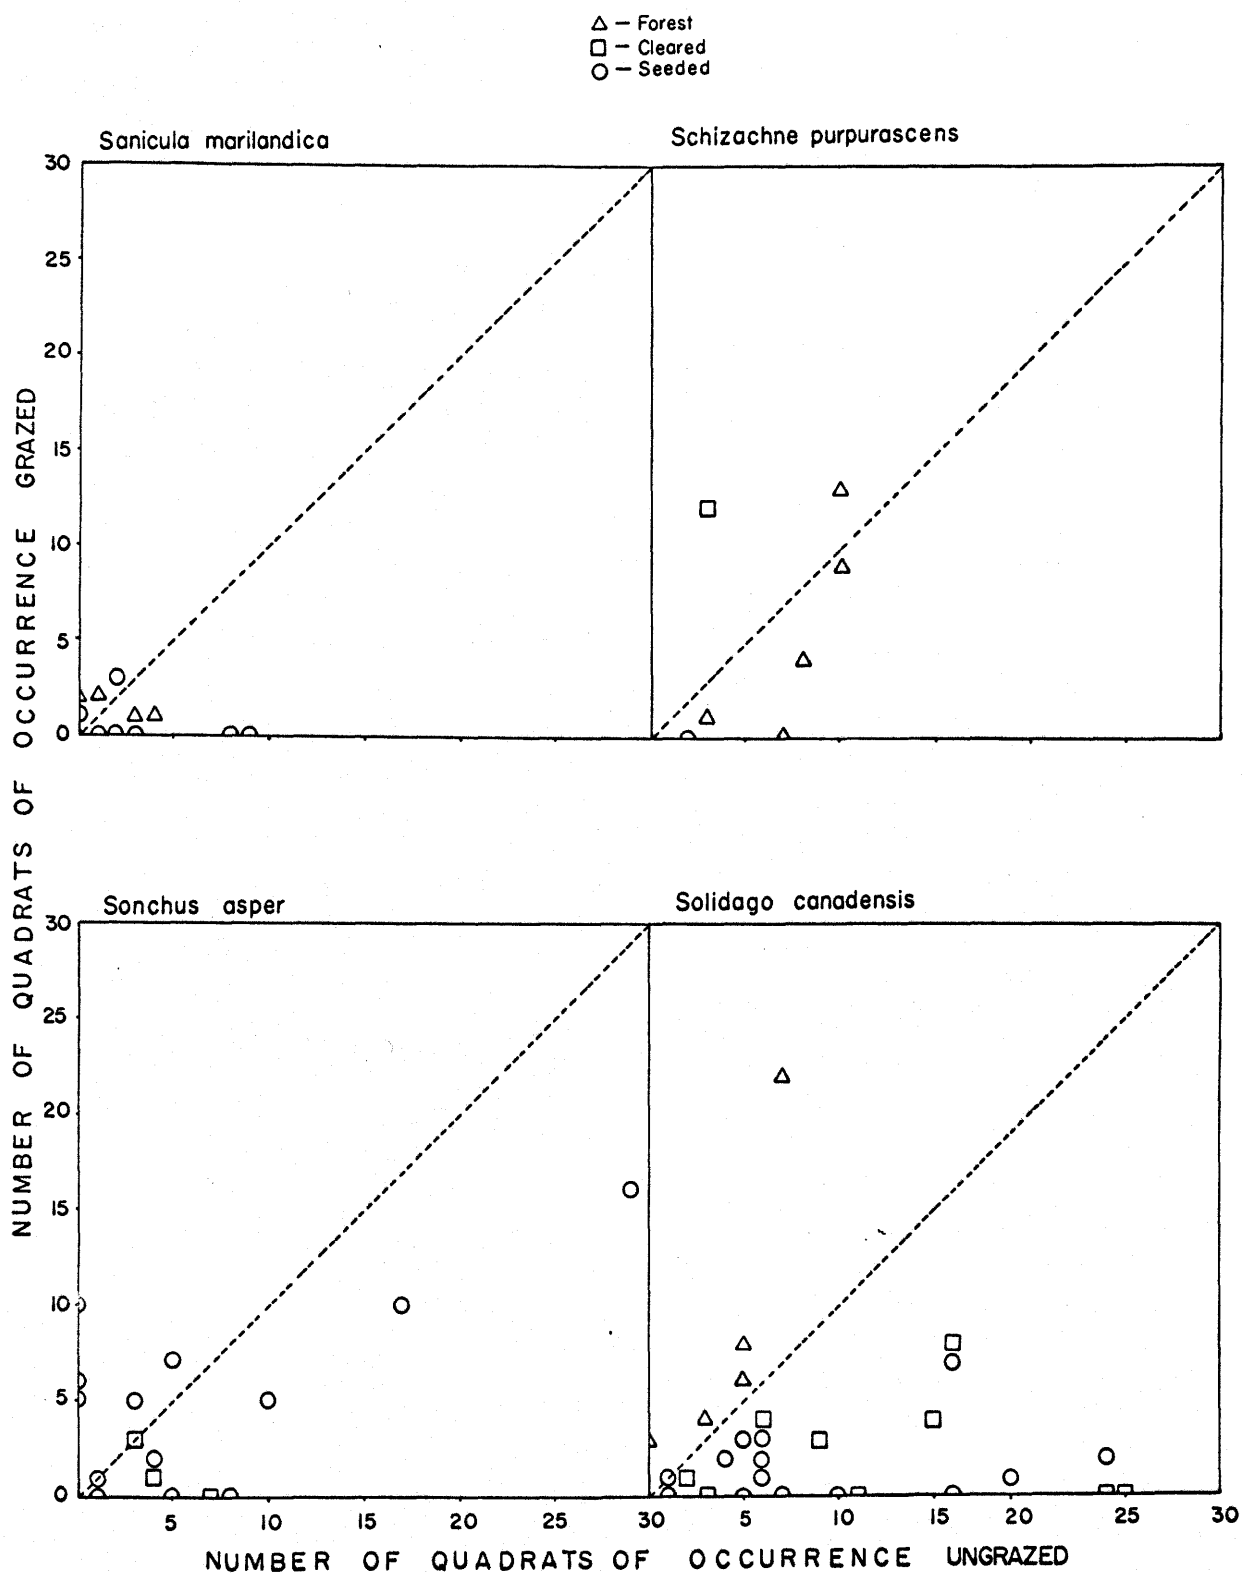 △ – Forest
□ – Cleared
○ – Seeded
Sanicula marilandica
Schizachne purpurascens
30
25
20
15
10
5
0
Sonchus asper
Solidago canadensis
30
25
20
15
10
5
0
5 10 15 20 25 30 5 10 15 20 25 30
NUMBER OF QUADRATS OF OCCURRENCE GRAZED
NUMBER OF QUADRATS OF OCCURRENCE UNGRAZED